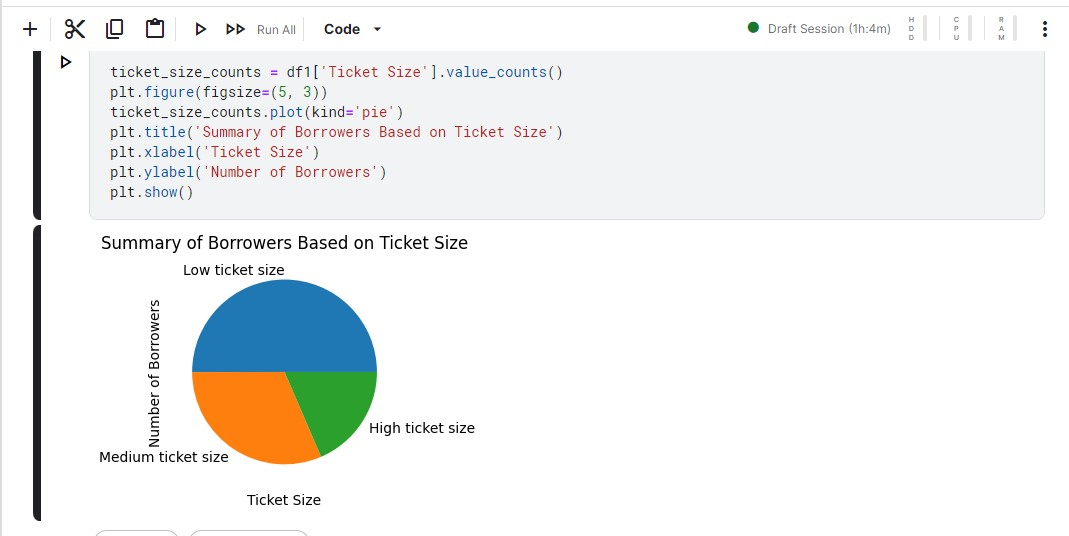 Run All Code Draft Session (1h:4m) HDD CPU RAM
ticket_size_counts = df1['Ticket Size'].value_counts()
plt.figure(figsize=(5, 3))
ticket_size_counts.plot(kind='pie')
plt.title('Summary of Borrowers Based on Ticket Size')
plt.xlabel('Ticket Size')
plt.ylabel('Number of Borrowers')
plt.show()
Summary of Borrowers Based on Ticket Size
Low ticket size
Number of Borrowers
High ticket size
Medium ticket size
Ticket Size